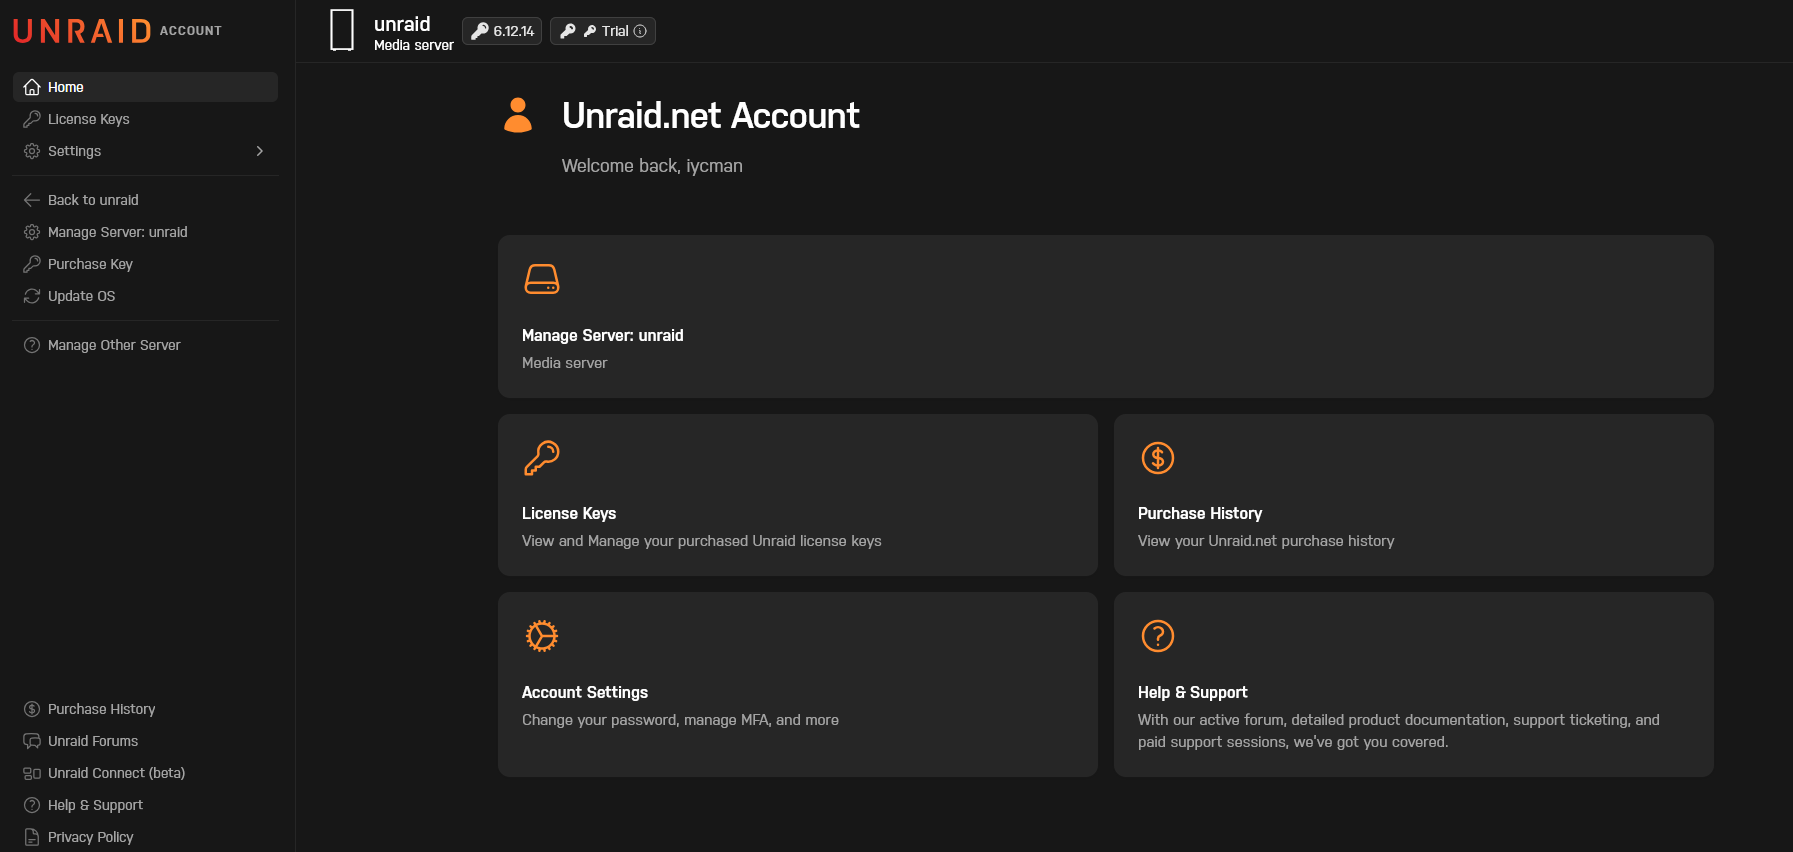 UNRAID ACCOUNT
Home
License Keys
Settings
Back to unraid
Manage Server: unraid
Purchase Key
Update OS
Manage Other Server
Purchase History
Unraid Forums
Unraid Connect (beta)
Help & Support
Privacy Policy
unraid
Media server
6.12.14
Trial
Unraid.net Account
Welcome back, iycman
Manage Server: unraid
Media server
License Keys
View and Manage your purchased Unraid license keys
Purchase History
View your Unraid.net purchase history
Account Settings
Change your password, manage MFA, and more
Help & Support
With our active forum, detailed product documentation, support ticketing, and
paid support sessions, we've got you covered.